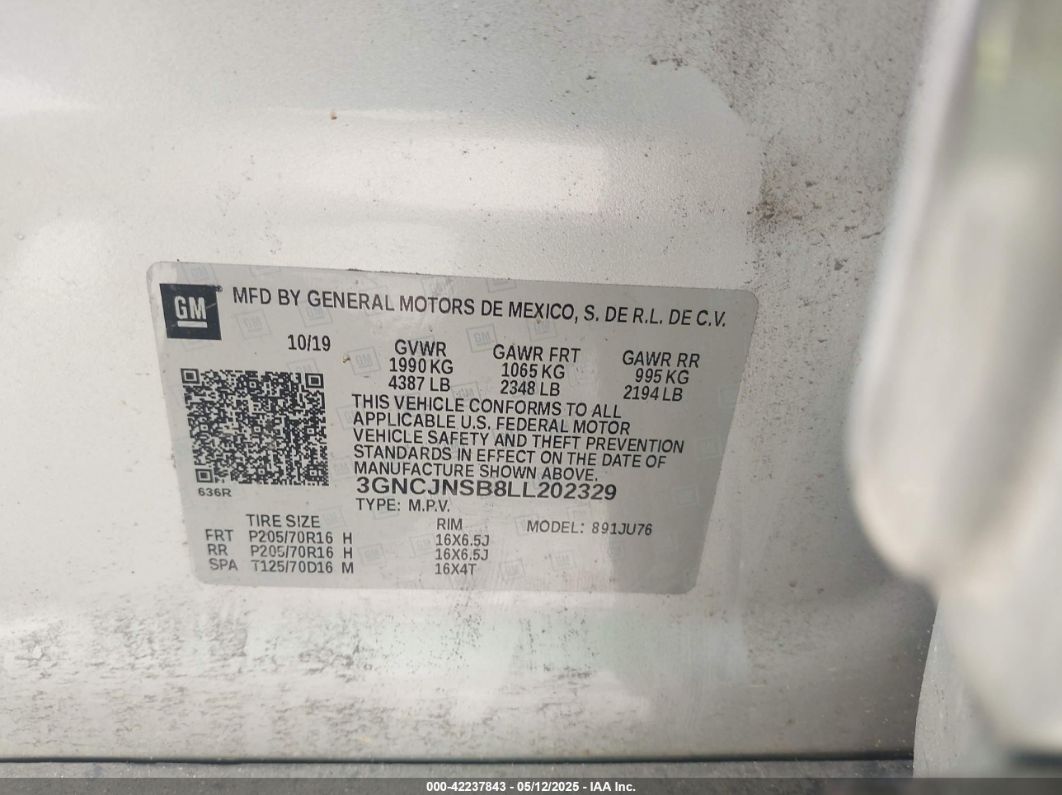 GM
MFD BY GENERAL MOTORS DE MEXICO, S. DE R.L. DE C.V.
10/19 GVWR GAWR FRT GAWR RR
1990 KG 1065 KG 995 KG
4387 LB 2348 LB 2194 LB
THIS VEHICLE CONFORMS TO ALL
APPLICABLE U.S. FEDERAL MOTOR
VEHICLE SAFETY AND THEFT PREVENTION
STANDARDS IN EFFECT ON THE DATE OF
MANUFACTURE SHOWN ABOVE.
636R
3GNCJNSB8LL202329
TYPE: M.P.V.
TIRE SIZE RIM MODEL: 891JU76
FRT P205/70R16 H 16X6.5J
RR P205/70R16 H 16X6.5J
SPA T125/70D16 M 16X4T
000-42237843 - 05/12/2025 - IAA Inc.